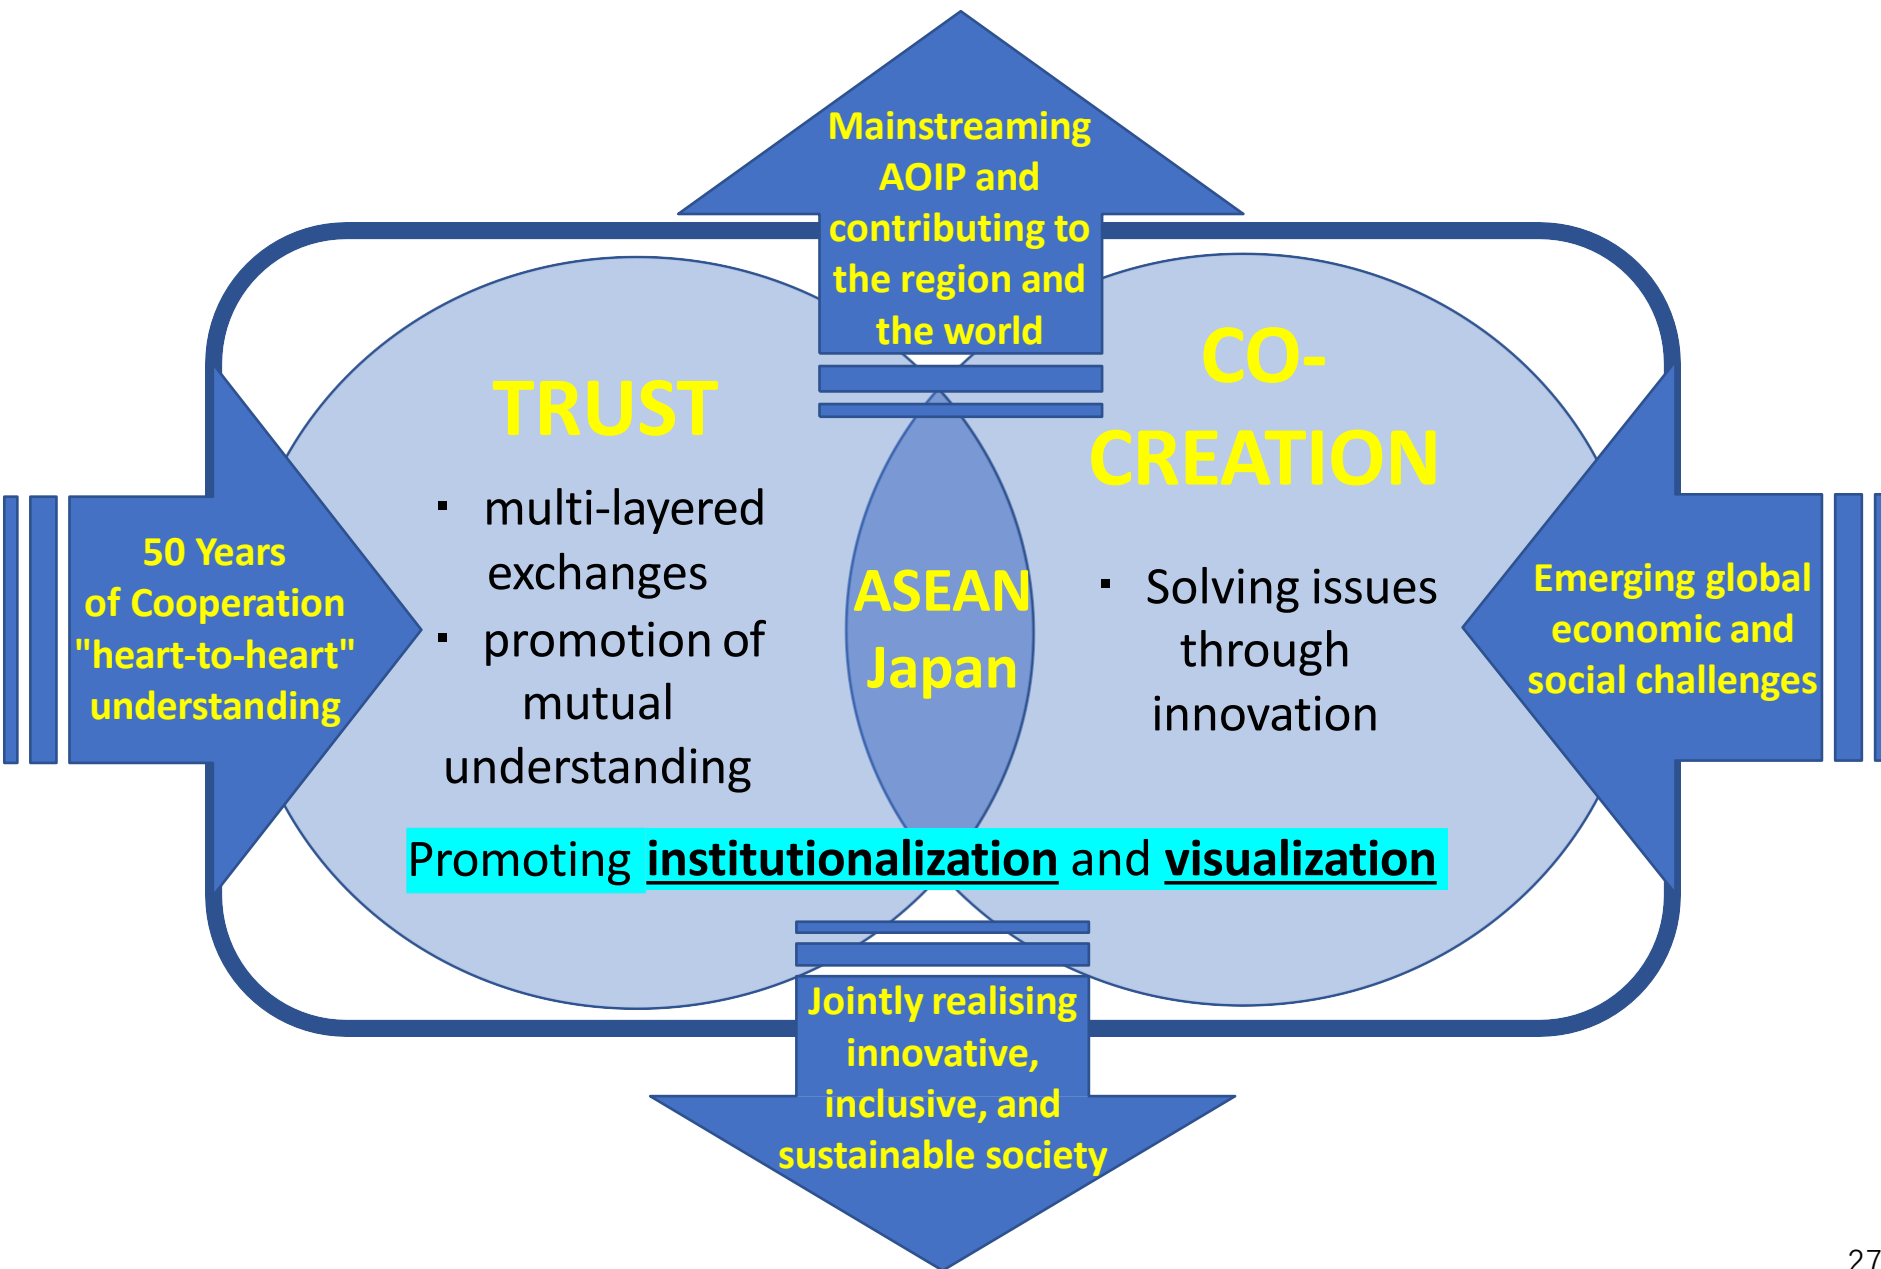 Mainstreaming
AOIP and
contributing to
the region and
the world
TRUST
・ multi-layered
exchanges
・ promotion of
mutual
understanding
CO-
CREATION
・ Solving issues
through
innovation
ASEAN
Japan
50 Years
of Cooperation
"heart-to-heart"
understanding
Emerging global
economic and
social challenges
Promoting institutionalization and visualization
Jointly realising
innovative,
inclusive, and
sustainable society
27